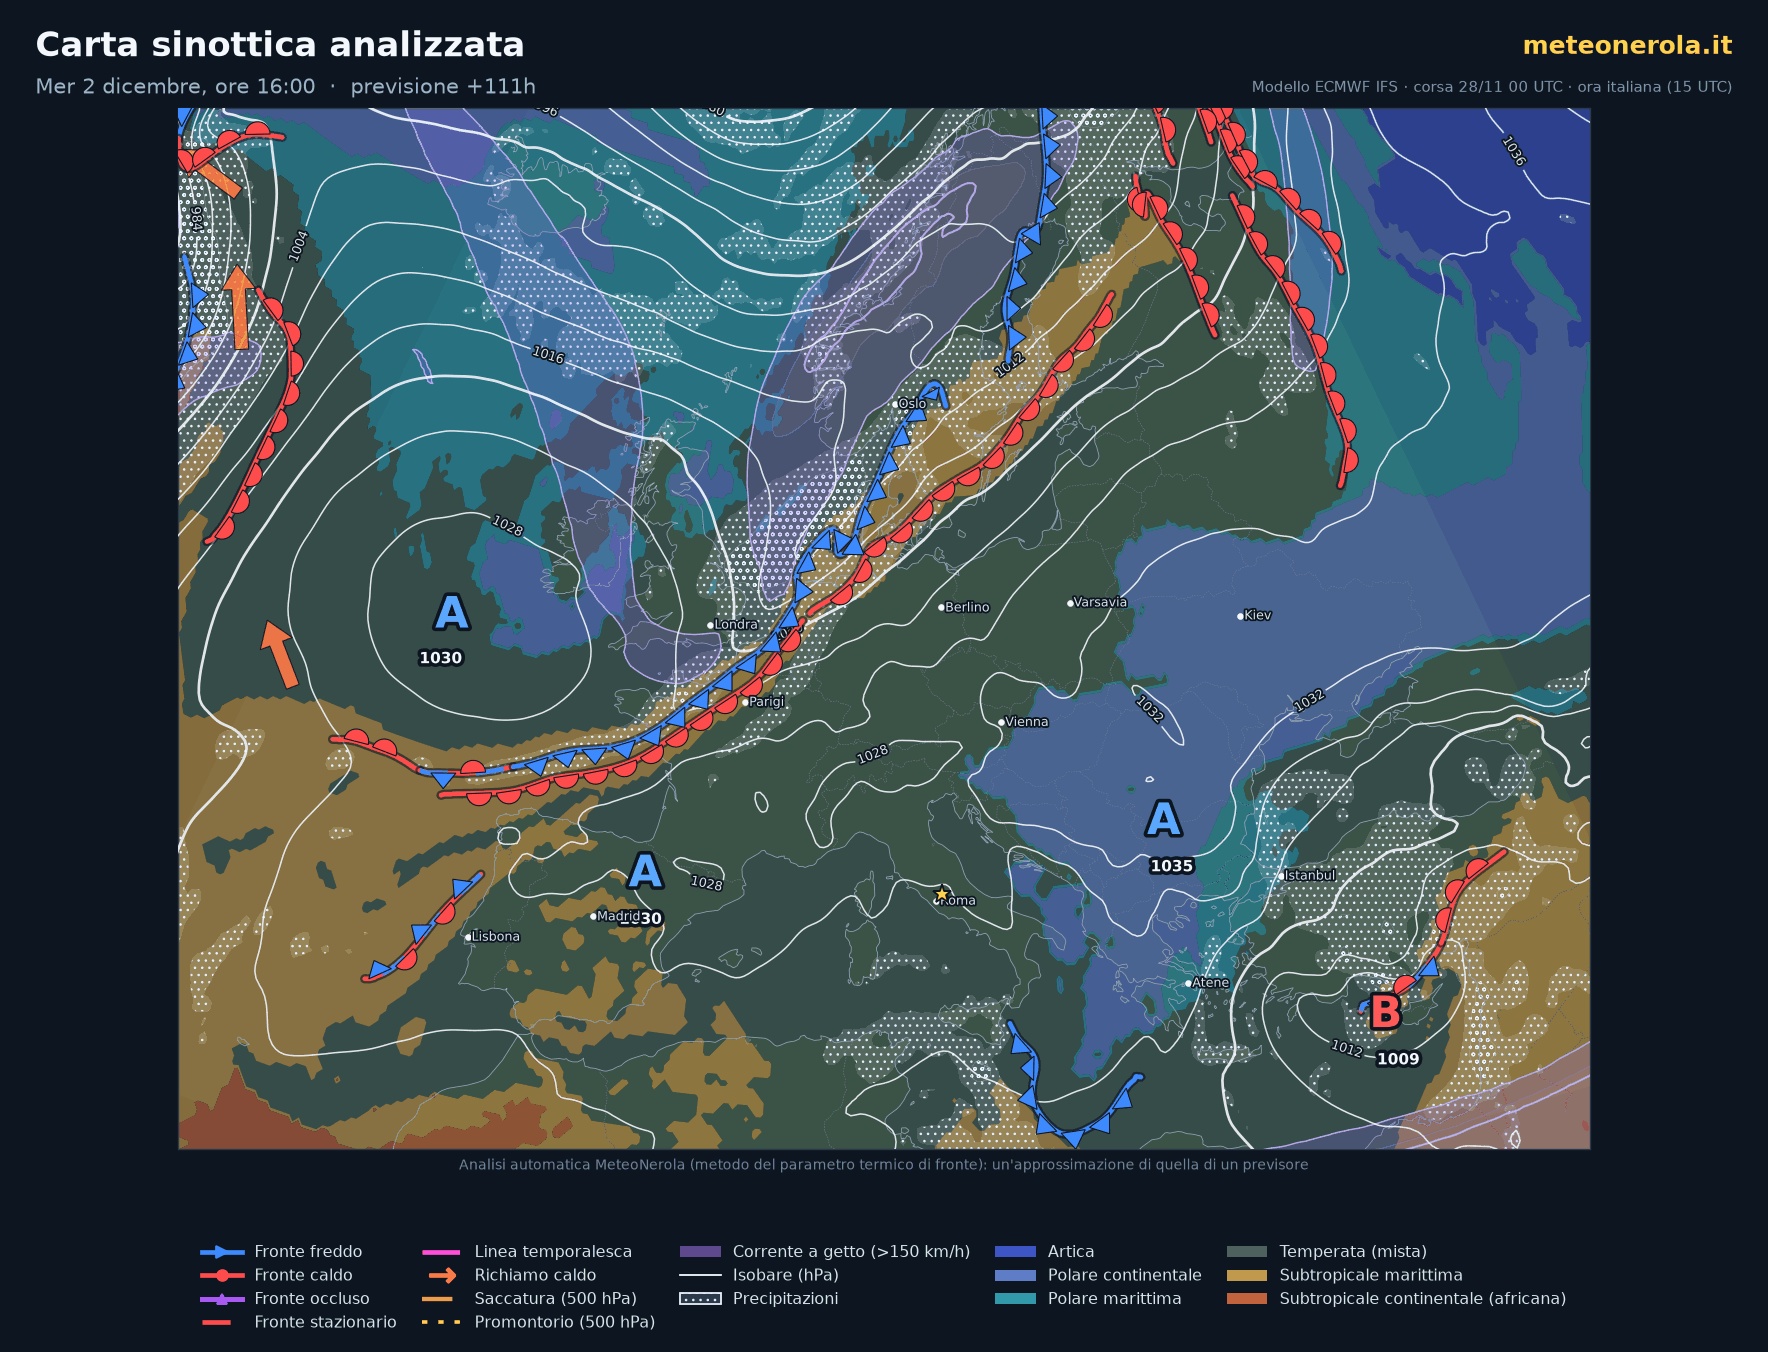 Carta sinottica analizzata
meteonerola.it
Mer 2 dicembre, ore 16:00 · previsione +111h
Modello ECMWF IFS · corsa 28/11 00 UTC · ora italiana (15 UTC)
1036
984
1004
1016
1012
Oslo
1028
A
1030
Londra
Berlino
Varsavia
Kiev
Parigi
Vienna
1032
1032
1028
A
1035
A
1030
1028
Madrid
Lisbona
Roma
Istanbul
Atene
B
1012
1009
Analisi automatica MeteoNerola (metodo del parametro termico di fronte): un'approssimazione di quella di un previsore
Fronte freddo
Fronte caldo
Fronte occluso
Fronte stazionario
Linea temporalesca
Richiamo caldo
Saccatura (500 hPa)
Promontorio (500 hPa)
Corrente a getto (>150 km/h)
Isobare (hPa)
Precipitazioni
Artica
Polare continentale
Polare marittima
Temperata (mista)
Subtropicale marittima
Subtropicale continentale (africana)